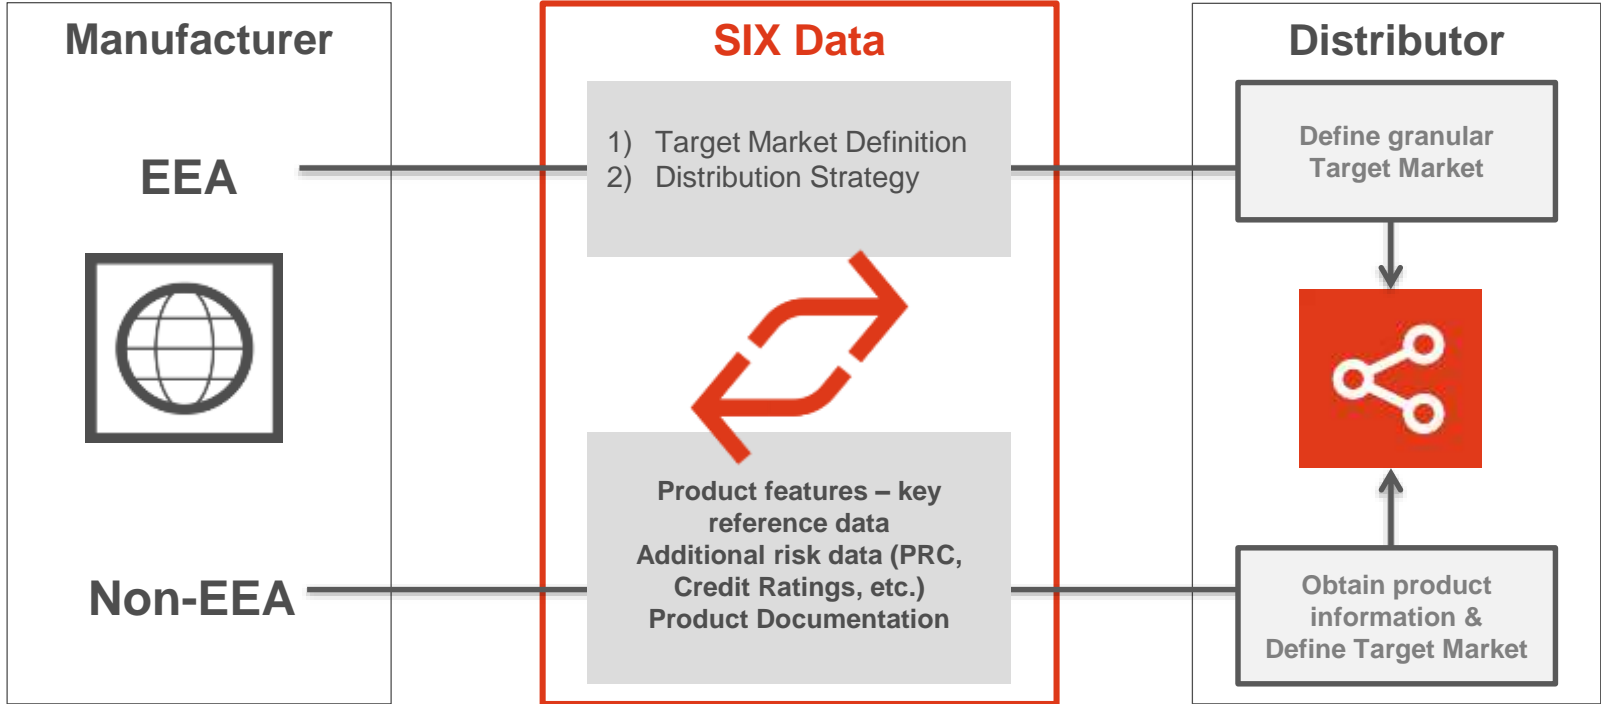 Manufacturer
EEA
Non-EEA
SIX Data
1) Target Market Definition
2) Distribution Strategy
Product features – key
reference data
Additional risk data (PRC,
Credit Ratings, etc.)
Product Documentation
Distributor
Define granular
Target Market
Obtain product
information &
Define Target Market